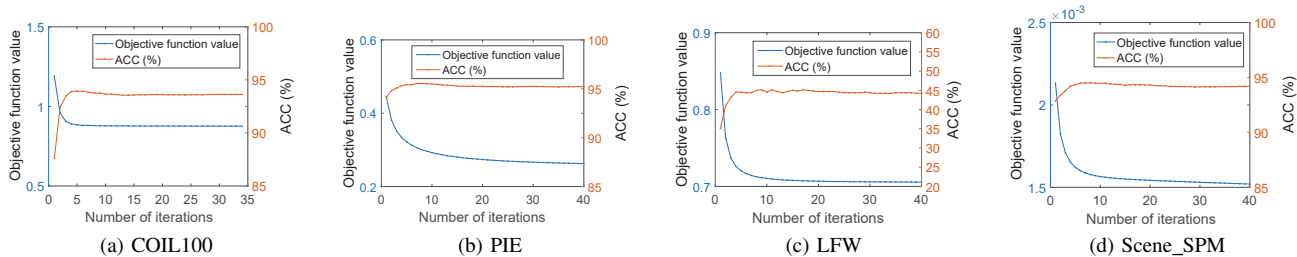 1.5
1
0.5
Objective function value
100
95
90
85
ACC (%)
Objective function value
ACC (%)
0 5 10 15 20 25 30 35
Number of iterations
(a) COIL100
0.6
0.4
0.2
Objective function value
100
95
90
85
ACC (%)
Objective function value
ACC (%)
0 10 20 30 40
Number of iterations
(b) PIE
0.9
0.8
0.7
Objective function value
60
55
50
45
40
35
30
25
20
ACC (%)
Objective function value
ACC (%)
0 10 20 30 40
Number of iterations
(c) LFW
×10⁻³
2.5
2
1.5
Objective function value
100
95
90
85
ACC (%)
Objective function value
ACC (%)
0 10 20 30 40
Number of iterations
(d) Scene_SPM